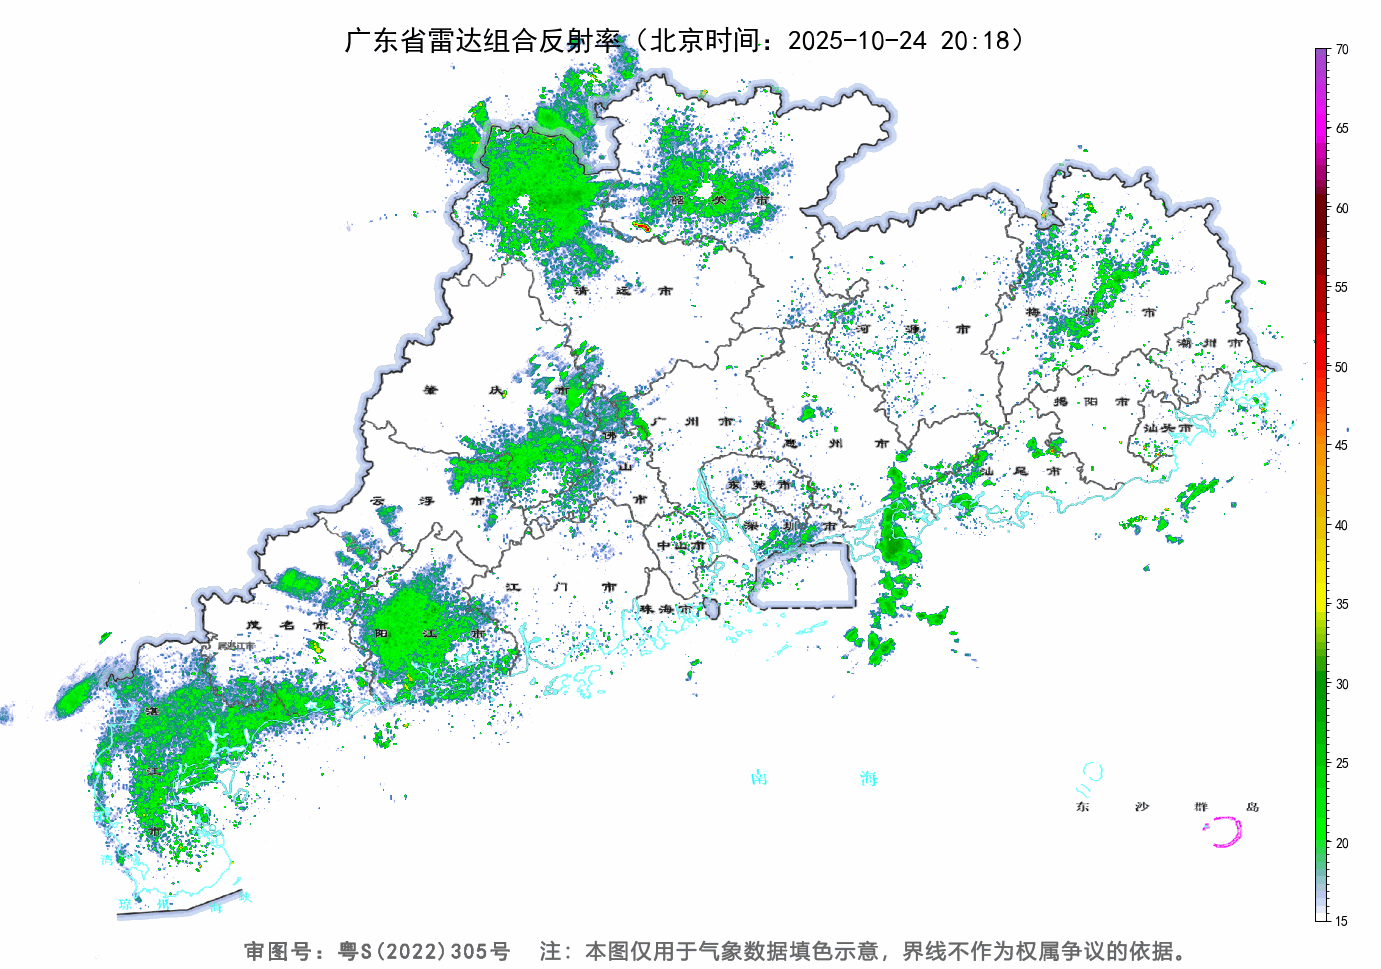 广东省雷达组合反射率（北京时间：2025-10-24 20:18）
70
65
60
55
50
45
40
35
30
25
20
15
韶关市
清远市
河源市
梅州市
潮州市
肇庆市
广州市
揭阳市
汕头市
佛山市
惠州市
汕尾市
云浮市
东莞市
深圳市
中山市
江门市
珠海市
茂名市
阳江市
属湛江市
湛江市
南海
东沙群岛
琼州海峡
审图号：粤S(2022)305号 注：本图仅用于气象数据填色示意，界线不作为权属争议的依据。